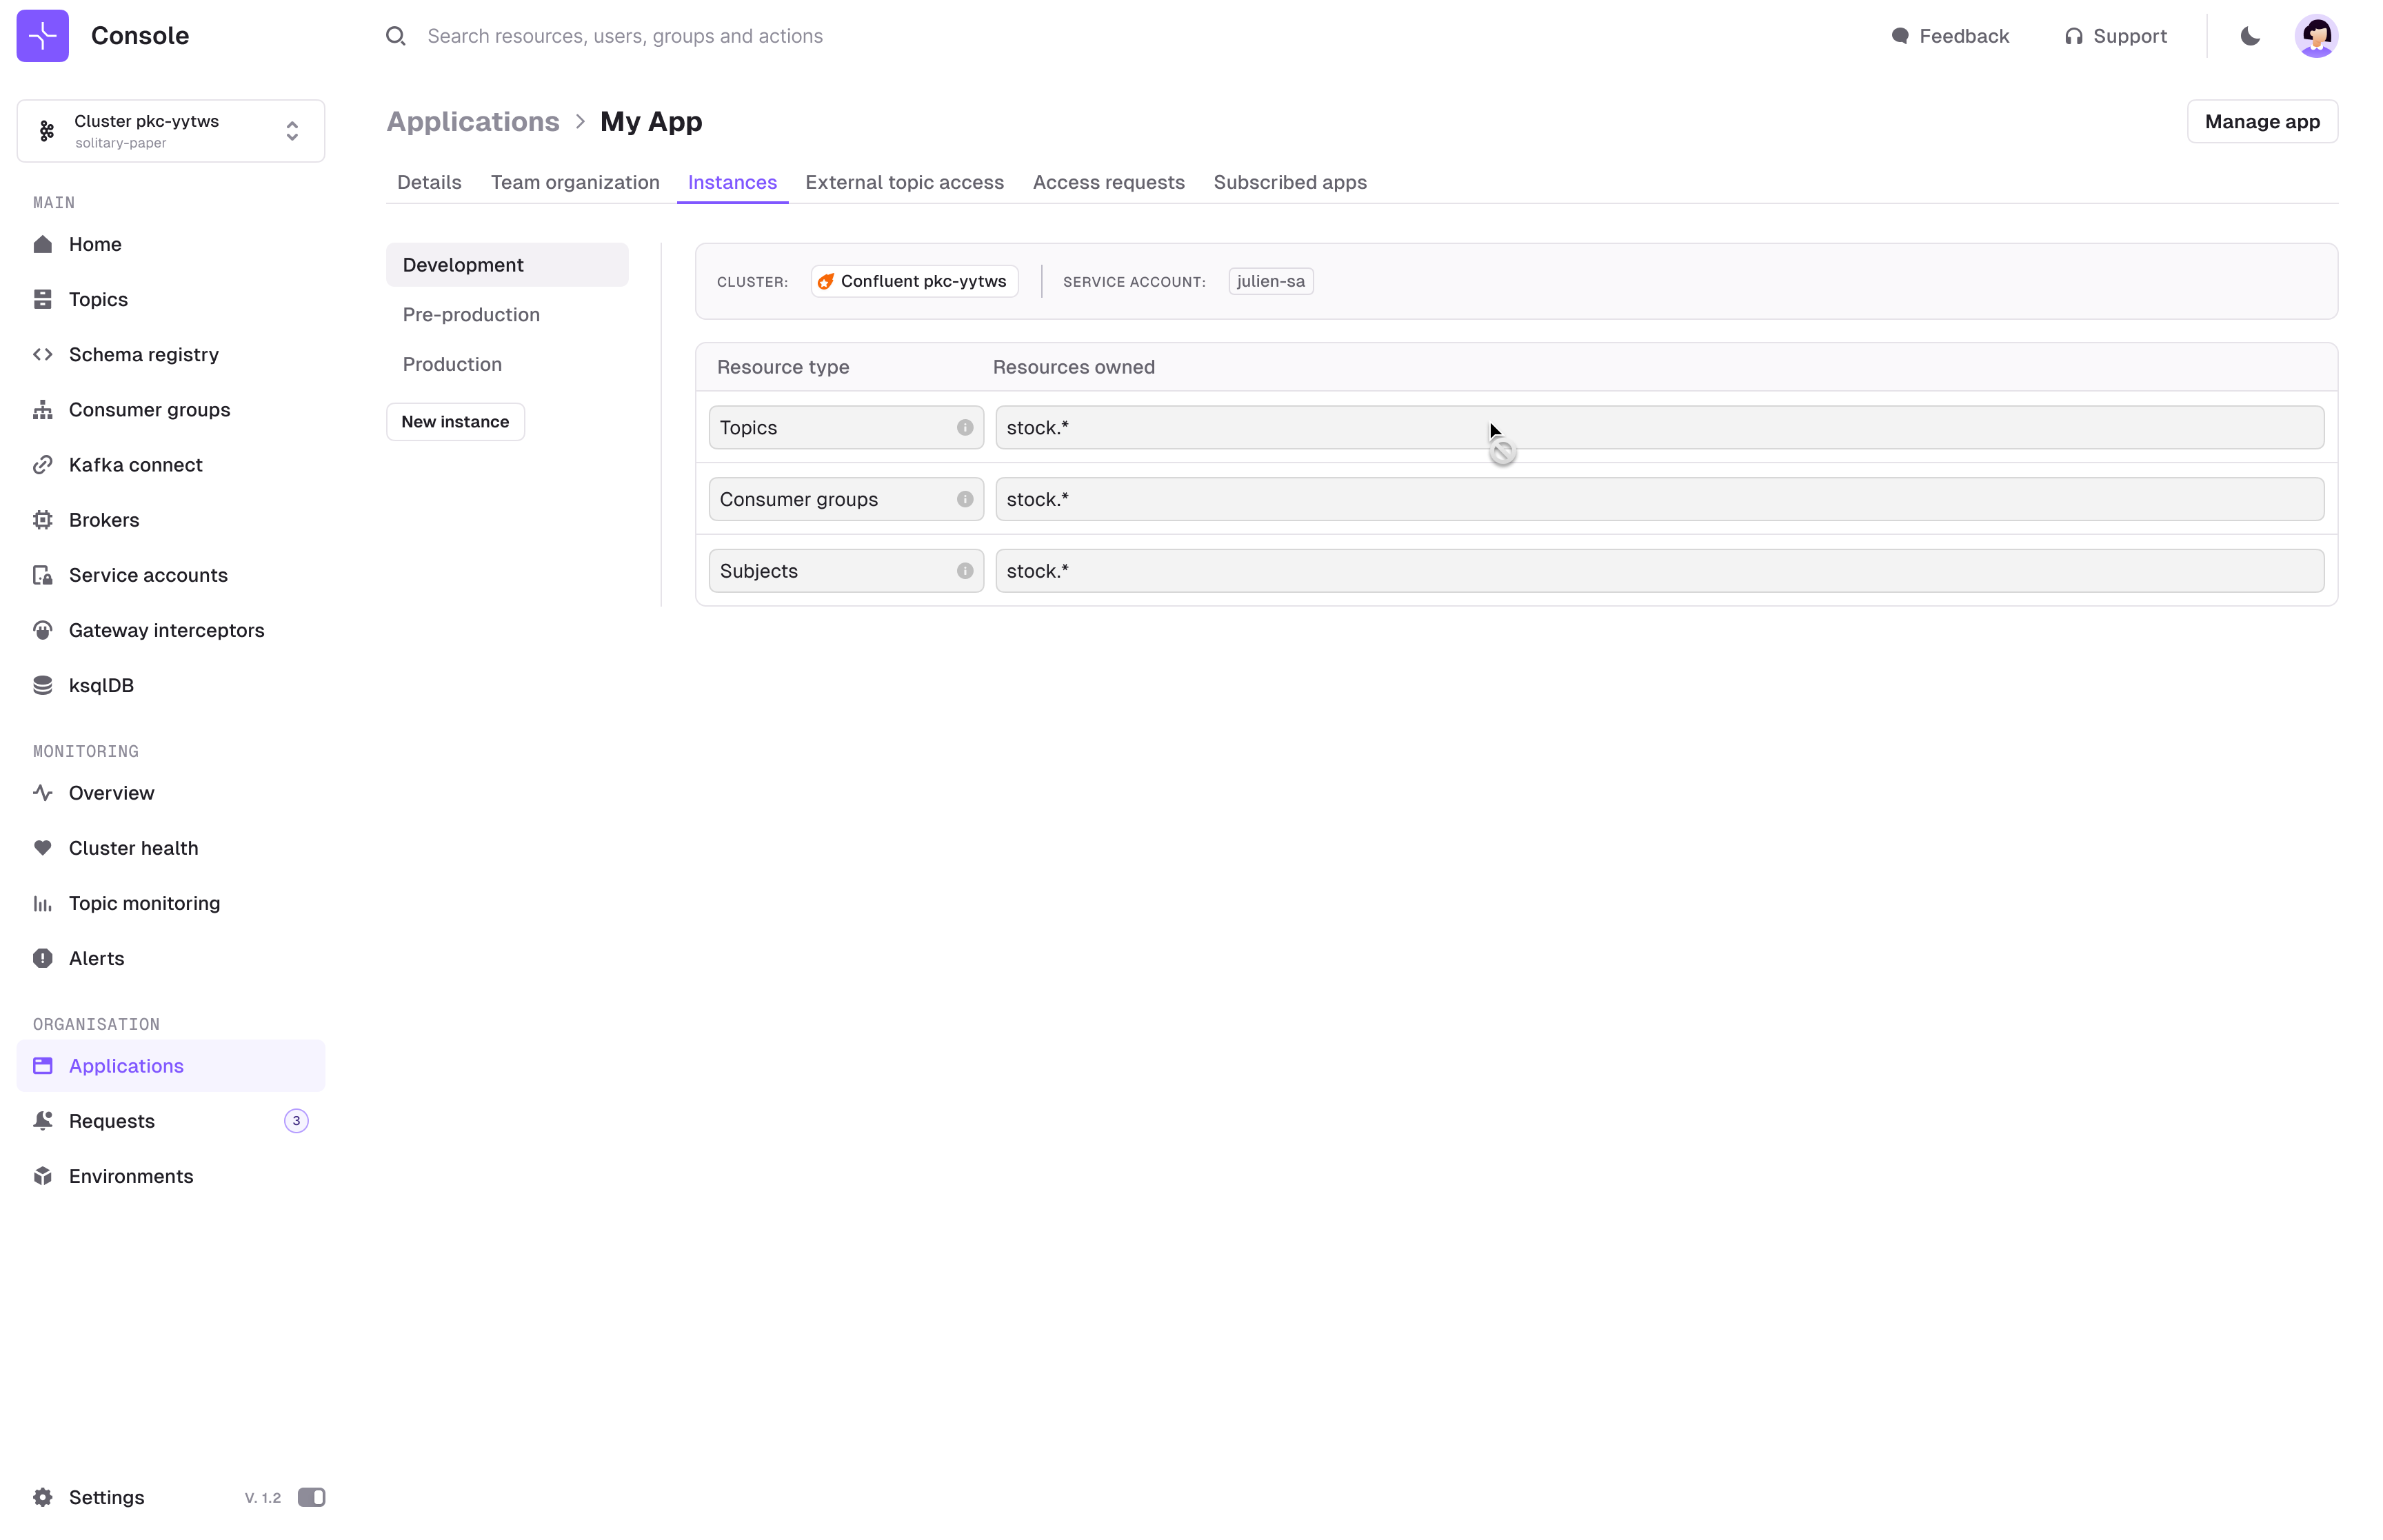 Console
Search resources, users, groups and actions
Feedback
Support
Cluster pkc-yytws
solitary-paper
MAIN
Home
Topics
Schema registry
Consumer groups
Kafka connect
Brokers
Service accounts
Gateway interceptors
ksqlDB
MONITORING
Overview
Cluster health
Topic monitoring
Alerts
ORGANISATION
Applications
Requests 3
Environments
Settings V. 1.2
Applications > My App
Manage app
Details Team organization Instances External topic access Access requests Subscribed apps
Development
Pre-production
Production
New instance
CLUSTER: Confluent pkc-yytws SERVICE ACCOUNT: julien-sa
Resource type Resources owned
Topics stock.*
Consumer groups stock.*
Subjects stock.*